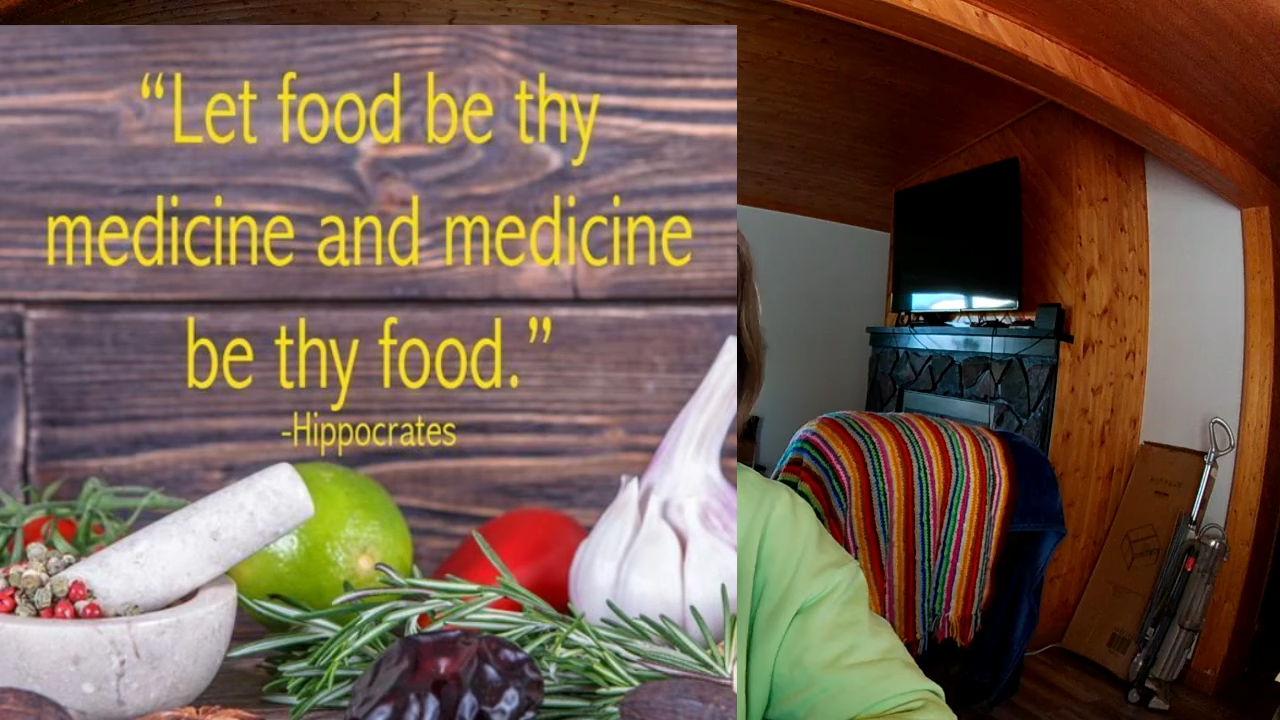 “Let food be thy
medicine and medicine
be thy food.”
-Hippocrates